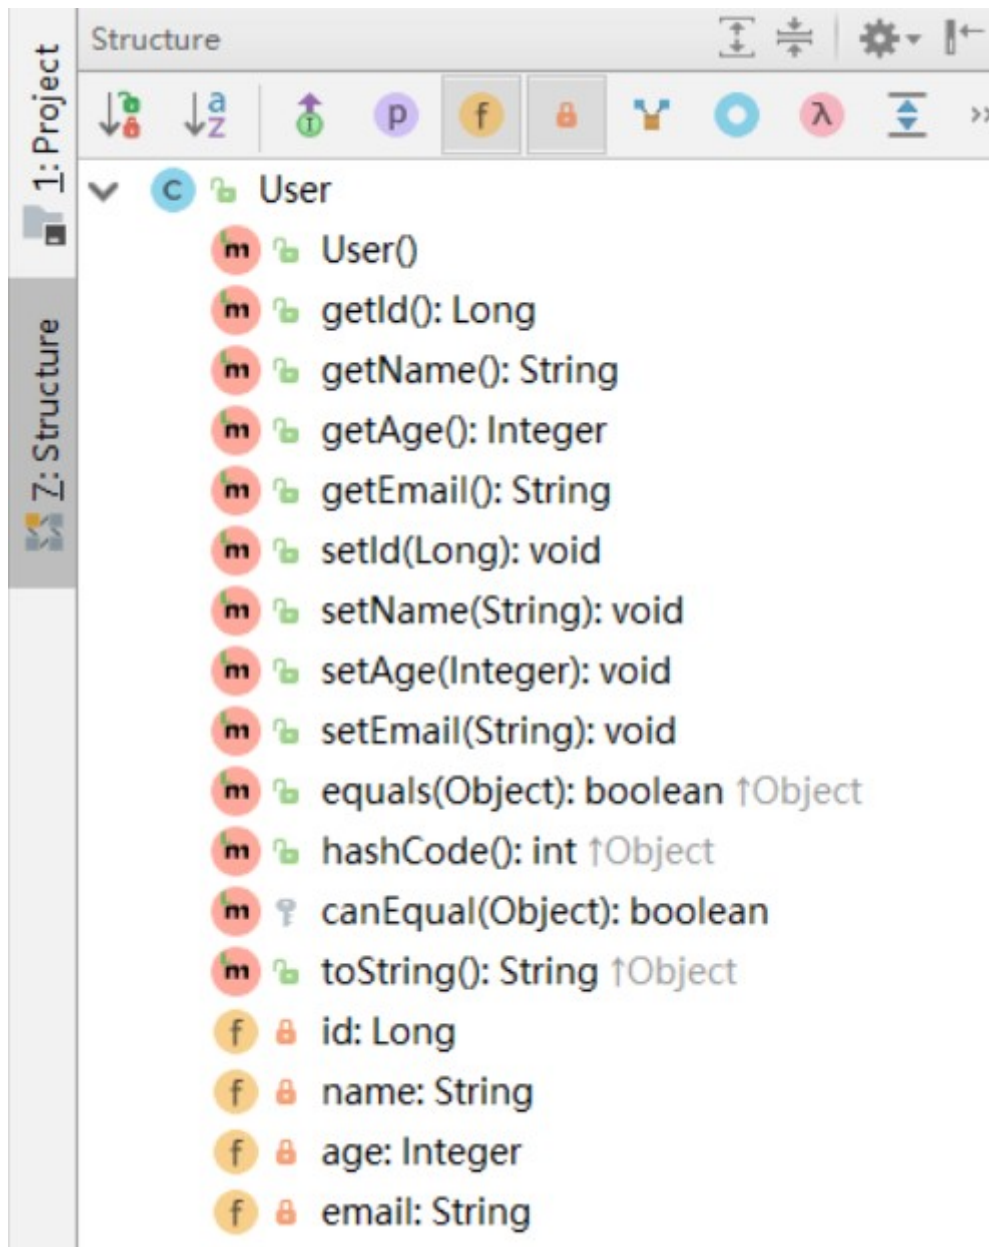 Structure
1: Project
7: Structure
User
User()
getId(): Long
getName(): String
getAge(): Integer
getEmail(): String
setId(Long): void
setName(String): void
setAge(Integer): void
setEmail(String): void
equals(Object): boolean ↑Object
hashCode(): int ↑Object
canEqual(Object): boolean
toString(): String ↑Object
id: Long
name: String
age: Integer
email: String